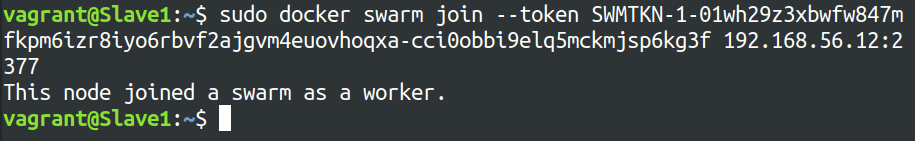 vagrant@Slave1:~$ sudo docker swarm join --token SWMTKN-1-01wh29z3xbwfw847m
fkpm6izr8iyo6rbvf2ajgvm4euovhoqxa-cci0obbi9elq5mckmjsp6kg3f 192.168.56.12:2
377
This node joined a swarm as a worker.
vagrant@Slave1:~$